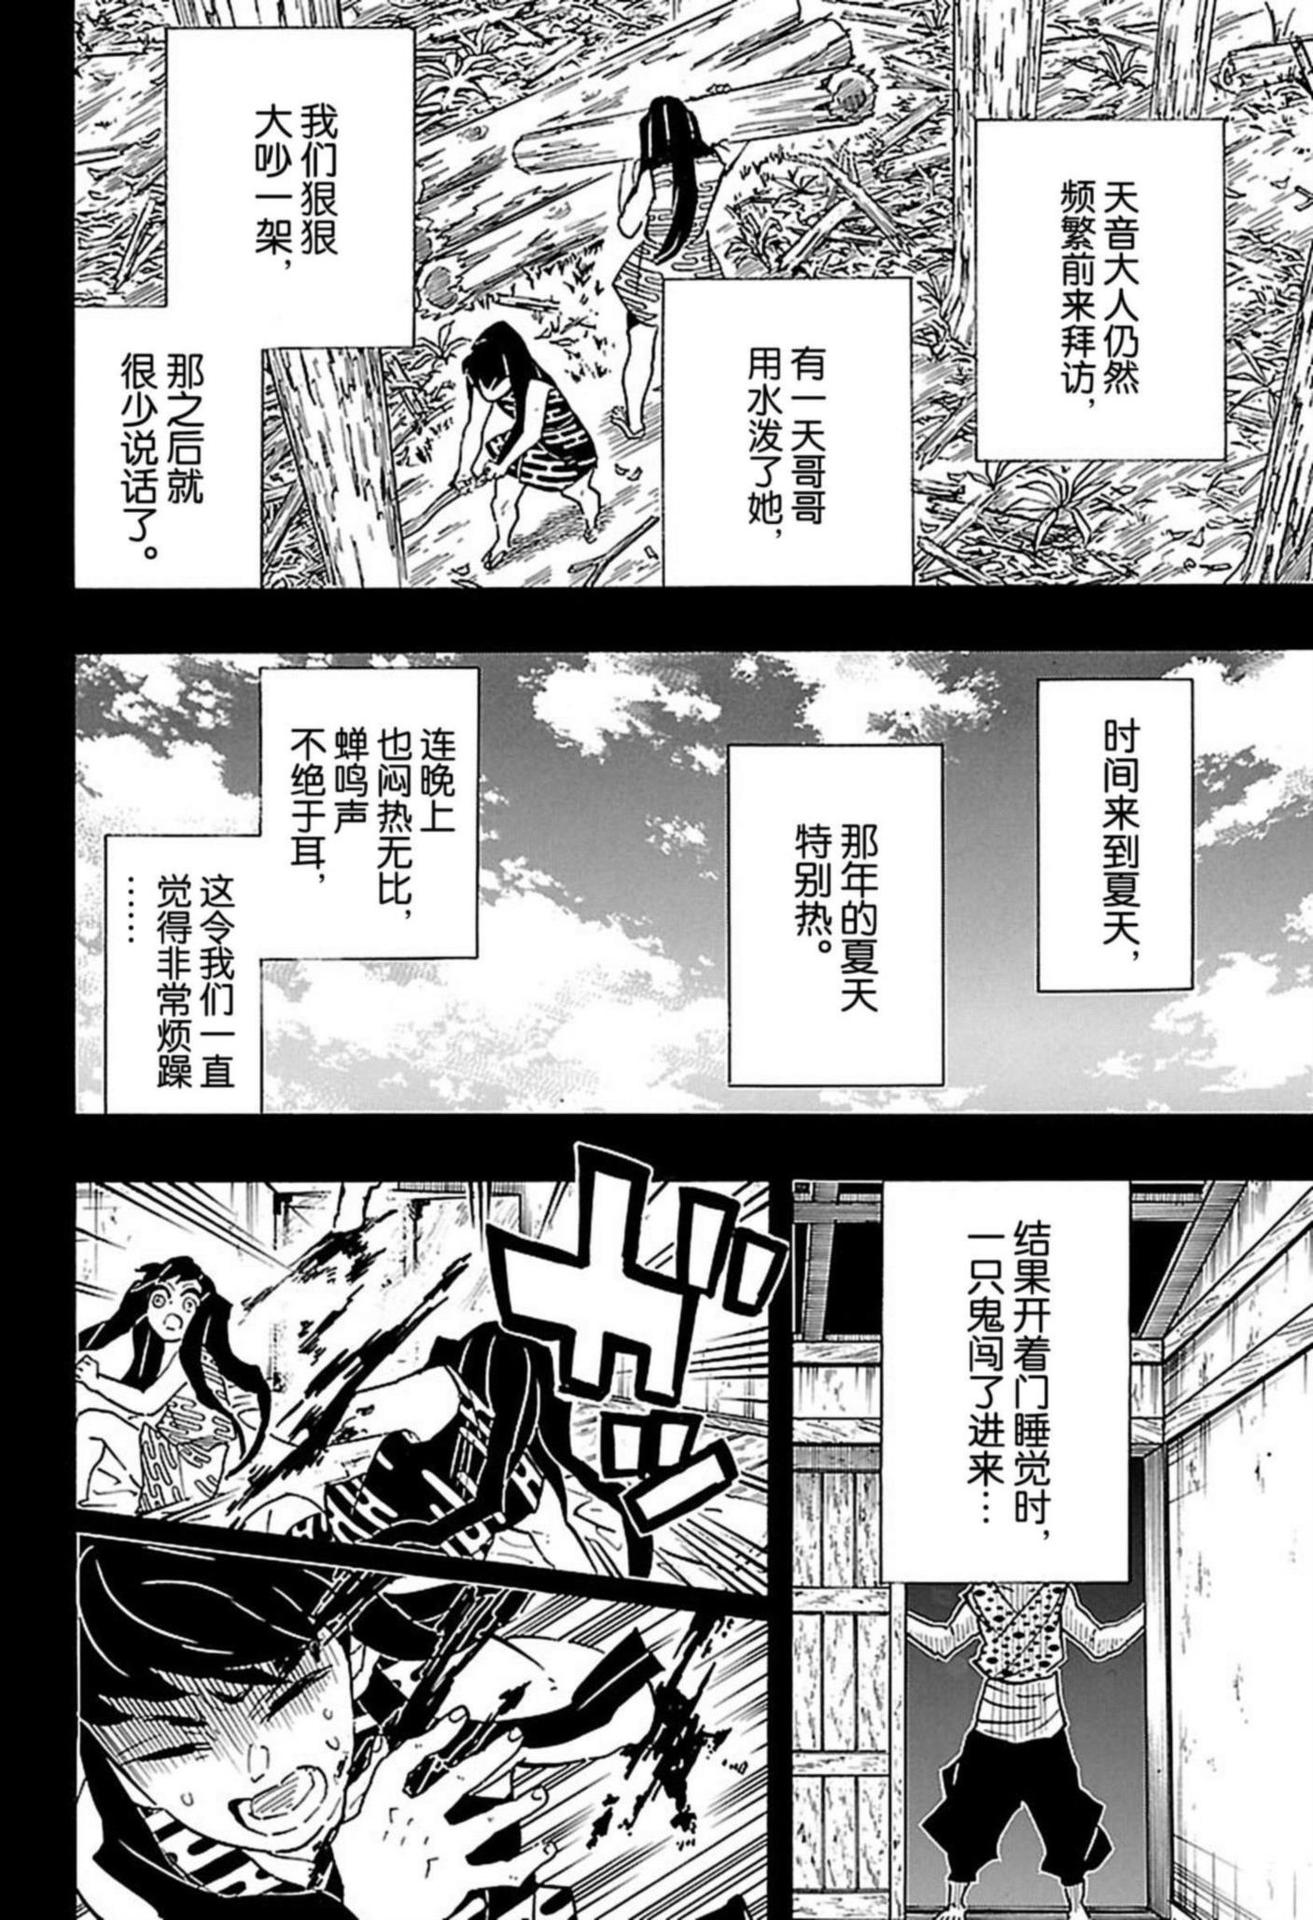 天音大人仍然
频繁前来拜访，
有一天哥哥
用水泼了她，
我们狠狠
大吵一架，
那之后就
很少说话了。
时间来到夏天，
那年的夏天
特别热。
连晚上
也闷热无比，
蝉鸣声
不绝于耳，
这令我们一直
觉得非常烦躁
……
结果开着门睡觉时，
一只鬼闯了进来…